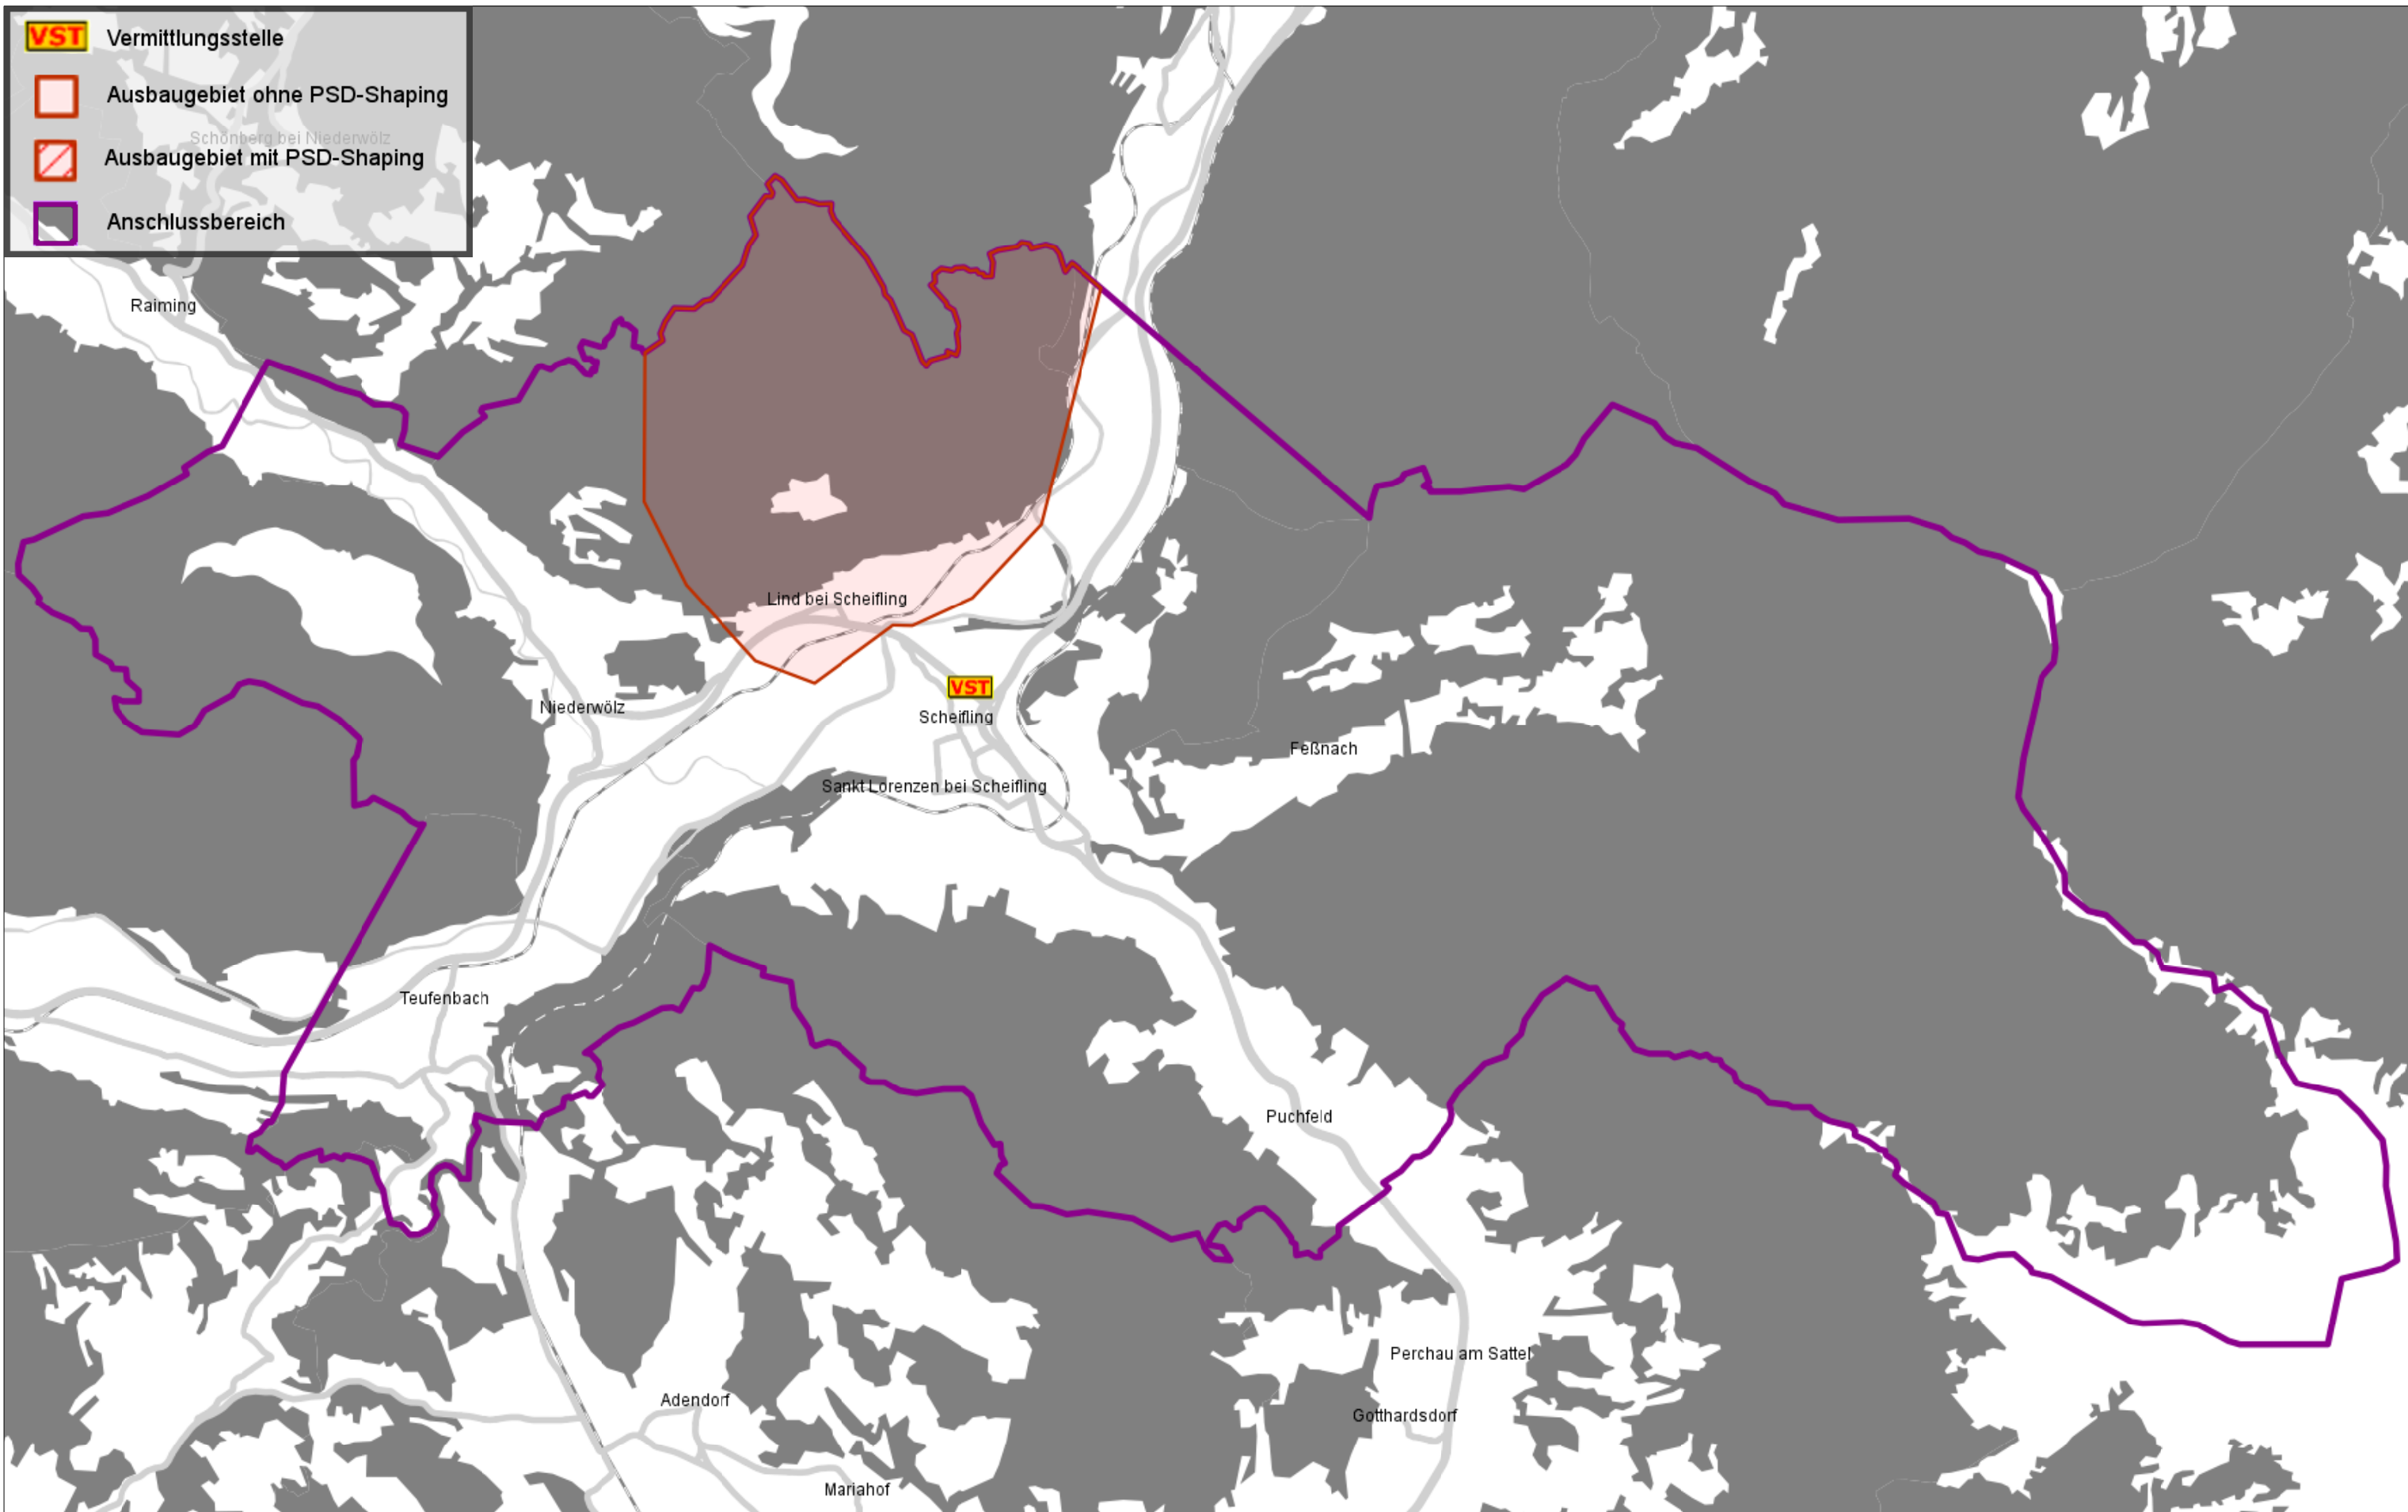 VST Vermittlungsstelle
Ausbaugebiet ohne PSD-Shaping
Schönberg bei Niederwölz
Ausbaugebiet mit PSD-Shaping
Anschlussbereich
Raiming
Lind bei Scheifling
VST
Niederwölz
Scheifling
Feßnach
Sankt Lorenzen bei Scheifling
Teufenbach
Puchfeld
Perchau am Sattel
Adendorf
Gotthardsdorf
Mariahof